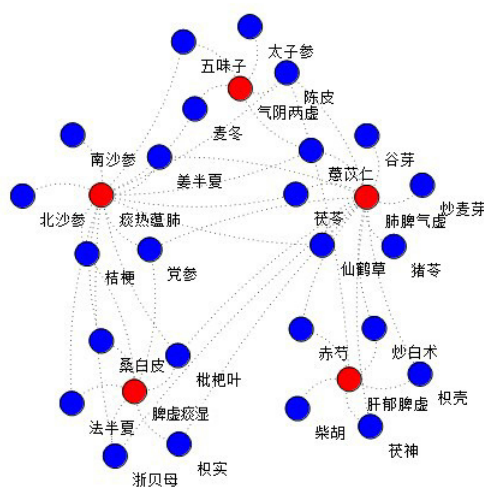 五味子
太子参
陈皮
气阴两虚
麦冬
南沙参
姜半夏
薏苡仁
谷芽
炒麦芽
北沙参
痰热蕴肺
茯苓
肺脾气虚
桔梗
党参
仙鹤草
猪苓
桑白皮
枇杷叶
赤芍
炒白术
脾虚痰湿
肝郁脾虚
枳壳
法半夏
柴胡
浙贝母
枳实
茯神